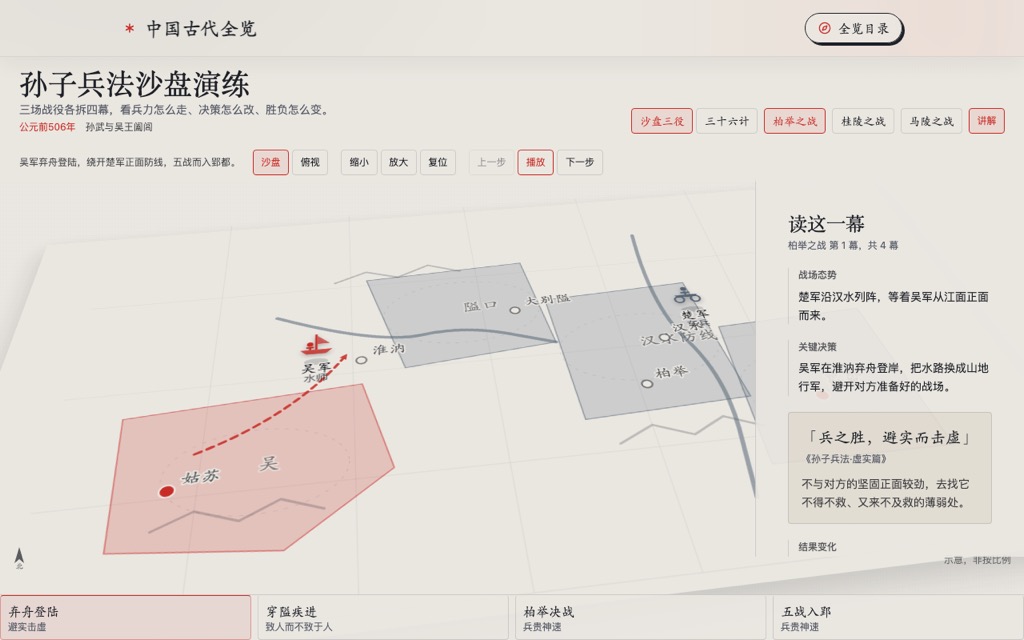 * 中国古代全览
全览目录
孙子兵法沙盘演练
三场战役各拆四幕，看兵力怎么走、决策怎么改、胜负怎么变。
公元前506年 孙武与吴王阖闾
沙盘三役 三十六计 柏举之战 桂陵之战 马陵之战 讲解
吴军弃舟登陆，绕开楚军正面防线，五战而入郢都。
沙盘 俯视 缩小 放大 复位 上一步 播放 下一步
隘口
大别隘
楚军
汉水防线
淮汭
吴军
水师
柏举
吴
姑苏
北
读这一幕
柏举之战 第 1 幕，共 4 幕
战场态势
楚军沿汉水列阵，等着吴军从江面正面
而来。
关键决策
吴军在淮汭弃舟登岸，把水路换成山地
行军，避开对方准备好的战场。
「兵之胜，避实而击虚」
《孙子兵法·虚实篇》
不与对方的坚固正面较劲，去找它
不得不救、又来不及救的薄弱处。
结果变化
示意，非按比例
弃舟登陆
避实击虚
穿隘疾进
致人而不致于人
柏举决战
兵贵神速
五战入郢
兵贵神速